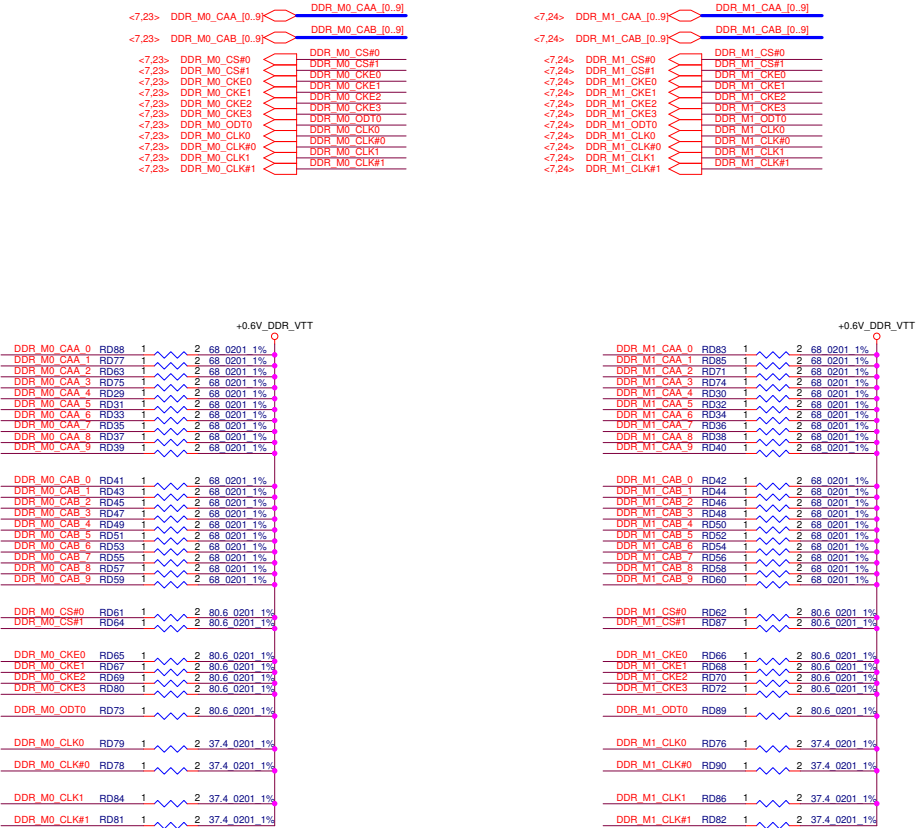 <7,23> DDR_M0_CAA_[0..9] DDR_M0_CAA_[0..9]
<7,23> DDR_M0_CAB_[0..9] DDR_M0_CAB_[0..9]
<7,23> DDR_M0_CS#0 DDR_M0_CS#0
<7,23> DDR_M0_CS#1 DDR_M0_CS#1
<7,23> DDR_M0_CKE0 DDR_M0_CKE0
<7,23> DDR_M0_CKE1 DDR_M0_CKE1
<7,23> DDR_M0_CKE2 DDR_M0_CKE2
<7,23> DDR_M0_CKE3 DDR_M0_CKE3
<7,23> DDR_M0_ODT0 DDR_M0_ODT0
<7,23> DDR_M0_CLK0 DDR_M0_CLK0
<7,23> DDR_M0_CLK#0 DDR_M0_CLK#0
<7,23> DDR_M0_CLK1 DDR_M0_CLK1
<7,23> DDR_M0_CLK#1 DDR_M0_CLK#1
<7,24> DDR_M1_CAA_[0..9] DDR_M1_CAA_[0..9]
<7,24> DDR_M1_CAB_[0..9] DDR_M1_CAB_[0..9]
<7,24> DDR_M1_CS#0 DDR_M1_CS#0
<7,24> DDR_M1_CS#1 DDR_M1_CS#1
<7,24> DDR_M1_CKE0 DDR_M1_CKE0
<7,24> DDR_M1_CKE1 DDR_M1_CKE1
<7,24> DDR_M1_CKE2 DDR_M1_CKE2
<7,24> DDR_M1_CKE3 DDR_M1_CKE3
<7,24> DDR_M1_ODT0 DDR_M1_ODT0
<7,24> DDR_M1_CLK0 DDR_M1_CLK0
<7,24> DDR_M1_CLK#0 DDR_M1_CLK#0
<7,24> DDR_M1_CLK1 DDR_M1_CLK1
<7,24> DDR_M1_CLK#1 DDR_M1_CLK#1
+0.6V_DDR_VTT
DDR_M0_CAA_0 RD88 1 2 68_0201_1%
DDR_M0_CAA_1 RD77 1 2 68_0201_1%
DDR_M0_CAA_2 RD63 1 2 68_0201_1%
DDR_M0_CAA_3 RD75 1 2 68_0201_1%
DDR_M0_CAA_4 RD29 1 2 68_0201_1%
DDR_M0_CAA_5 RD31 1 2 68_0201_1%
DDR_M0_CAA_6 RD33 1 2 68_0201_1%
DDR_M0_CAA_7 RD35 1 2 68_0201_1%
DDR_M0_CAA_8 RD37 1 2 68_0201_1%
DDR_M0_CAA_9 RD39 1 2 68_0201_1%
DDR_M0_CAB_0 RD41 1 2 68_0201_1%
DDR_M0_CAB_1 RD43 1 2 68_0201_1%
DDR_M0_CAB_2 RD45 1 2 68_0201_1%
DDR_M0_CAB_3 RD47 1 2 68_0201_1%
DDR_M0_CAB_4 RD49 1 2 68_0201_1%
DDR_M0_CAB_5 RD51 1 2 68_0201_1%
DDR_M0_CAB_6 RD53 1 2 68_0201_1%
DDR_M0_CAB_7 RD55 1 2 68_0201_1%
DDR_M0_CAB_8 RD57 1 2 68_0201_1%
DDR_M0_CAB_9 RD59 1 2 68_0201_1%
DDR_M0_CS#0 RD61 1 2 80.6_0201_1%
DDR_M0_CS#1 RD64 1 2 80.6_0201_1%
DDR_M0_CKE0 RD65 1 2 80.6_0201_1%
DDR_M0_CKE1 RD67 1 2 80.6_0201_1%
DDR_M0_CKE2 RD69 1 2 80.6_0201_1%
DDR_M0_CKE3 RD80 1 2 80.6_0201_1%
DDR_M0_ODT0 RD73 1 2 80.6_0201_1%
DDR_M0_CLK0 RD79 1 2 37.4_0201_1%
DDR_M0_CLK#0 RD78 1 2 37.4_0201_1%
DDR_M0_CLK1 RD84 1 2 37.4_0201_1%
DDR_M0_CLK#1 RD81 1 2 37.4_0201_1%
+0.6V_DDR_VTT
DDR_M1_CAA_0 RD83 1 2 68_0201_1%
DDR_M1_CAA_1 RD85 1 2 68_0201_1%
DDR_M1_CAA_2 RD71 1 2 68_0201_1%
DDR_M1_CAA_3 RD74 1 2 68_0201_1%
DDR_M1_CAA_4 RD30 1 2 68_0201_1%
DDR_M1_CAA_5 RD32 1 2 68_0201_1%
DDR_M1_CAA_6 RD34 1 2 68_0201_1%
DDR_M1_CAA_7 RD36 1 2 68_0201_1%
DDR_M1_CAA_8 RD38 1 2 68_0201_1%
DDR_M1_CAA_9 RD40 1 2 68_0201_1%
DDR_M1_CAB_0 RD42 1 2 68_0201_1%
DDR_M1_CAB_1 RD44 1 2 68_0201_1%
DDR_M1_CAB_2 RD46 1 2 68_0201_1%
DDR_M1_CAB_3 RD48 1 2 68_0201_1%
DDR_M1_CAB_4 RD50 1 2 68_0201_1%
DDR_M1_CAB_5 RD52 1 2 68_0201_1%
DDR_M1_CAB_6 RD54 1 2 68_0201_1%
DDR_M1_CAB_7 RD56 1 2 68_0201_1%
DDR_M1_CAB_8 RD58 1 2 68_0201_1%
DDR_M1_CAB_9 RD60 1 2 68_0201_1%
DDR_M1_CS#0 RD62 1 2 80.6_0201_1%
DDR_M1_CS#1 RD87 1 2 80.6_0201_1%
DDR_M1_CKE0 RD66 1 2 80.6_0201_1%
DDR_M1_CKE1 RD68 1 2 80.6_0201_1%
DDR_M1_CKE2 RD70 1 2 80.6_0201_1%
DDR_M1_CKE3 RD72 1 2 80.6_0201_1%
DDR_M1_ODT0 RD89 1 2 80.6_0201_1%
DDR_M1_CLK0 RD76 1 2 37.4_0201_1%
DDR_M1_CLK#0 RD90 1 2 37.4_0201_1%
DDR_M1_CLK1 RD86 1 2 37.4_0201_1%
DDR_M1_CLK#1 RD82 1 2 37.4_0201_1%